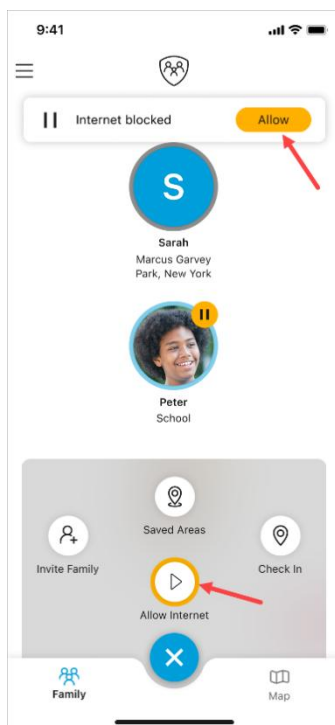 9:41
Internet blocked
Allow
S
Sarah
Marcus Garvey
Park, New York
Peter
School
Saved Areas
Invite Family
Check In
Allow Internet
Family
Map